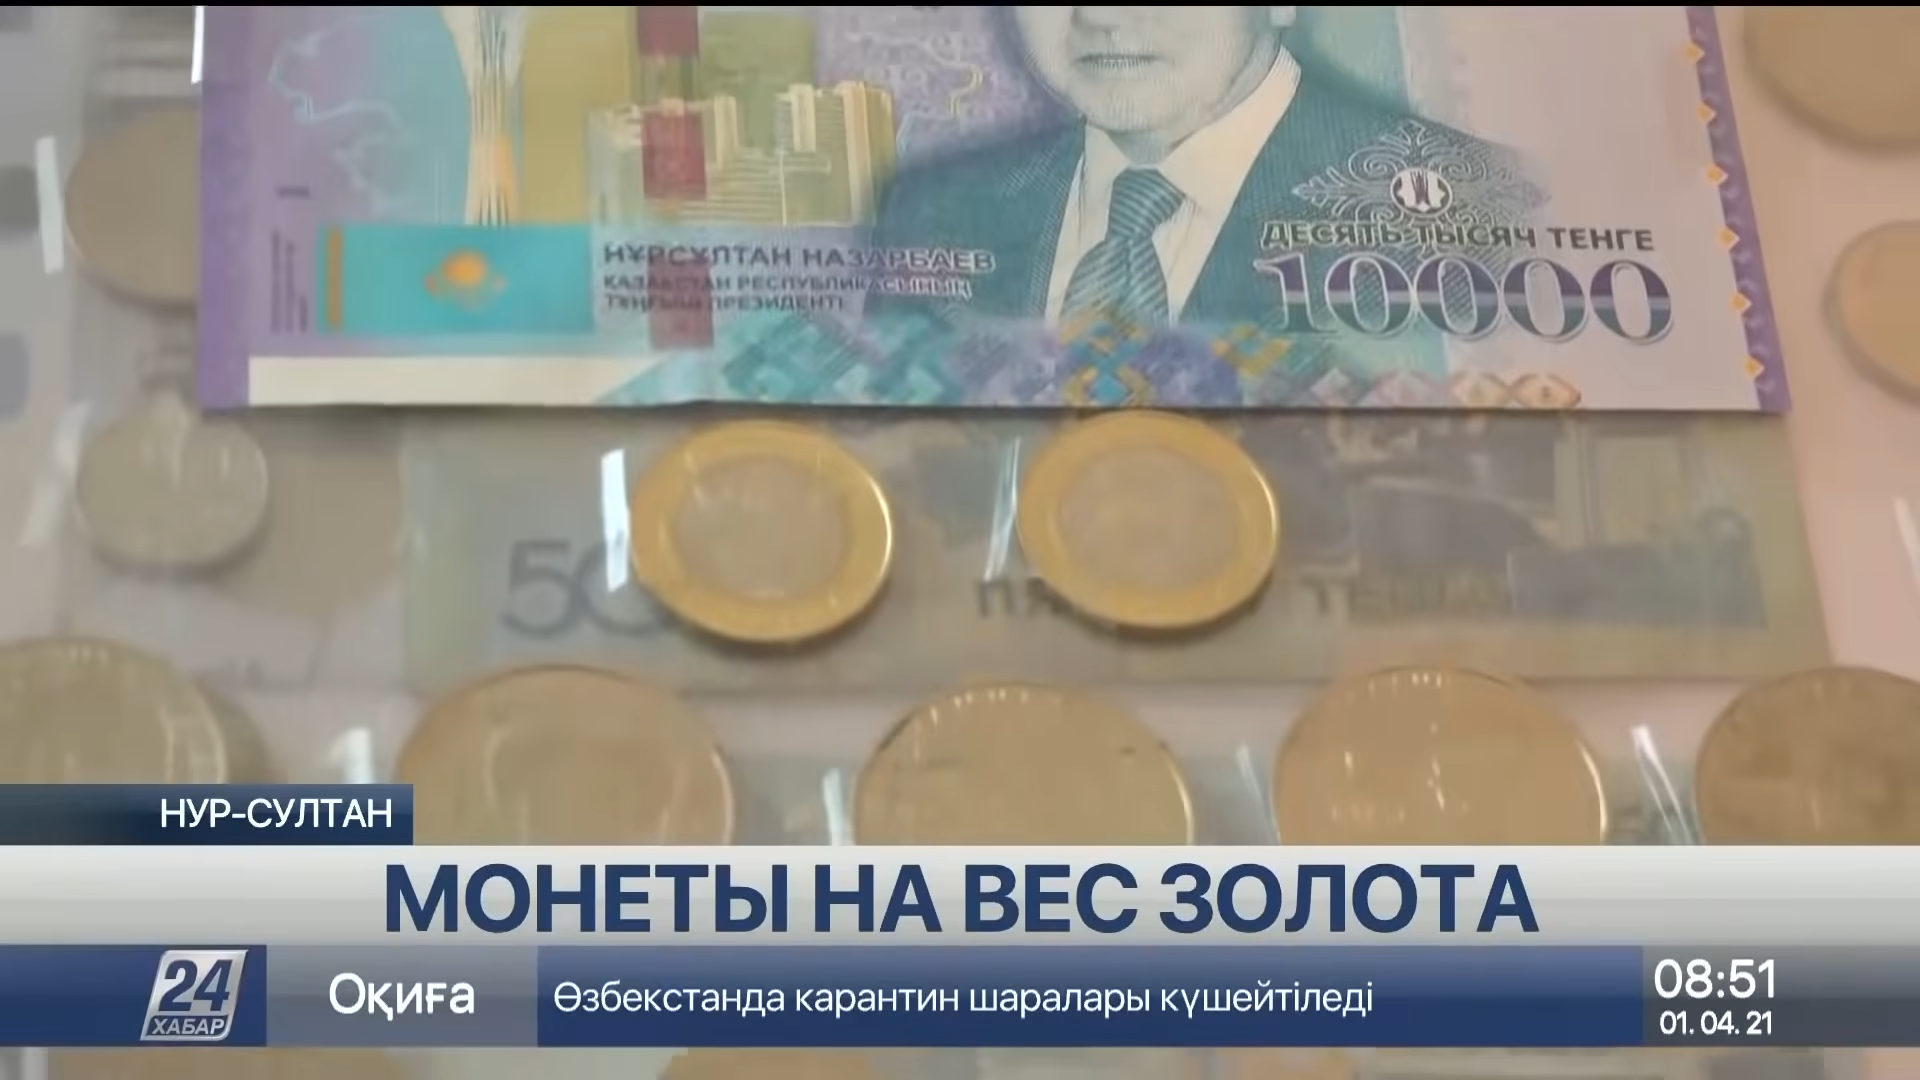 ДЕСЯТЬ ТЫСЯЧ ТЕНГЕ
10000
НҰРСҰЛТАН НАЗАРБАЕВ
ҚАЗАҚСТАН РЕСПУБЛИКАСЫНЫҢ
ТҰҢҒЫШ ПРЕЗИДЕНТІ
НУР-СУЛТАН
МОНЕТЫ НА ВЕС ЗОЛОТА
24
ХАБАР
Оқиға
Өзбекстанда карантин шаралары күшейтіледі
08:51
01. 04. 21